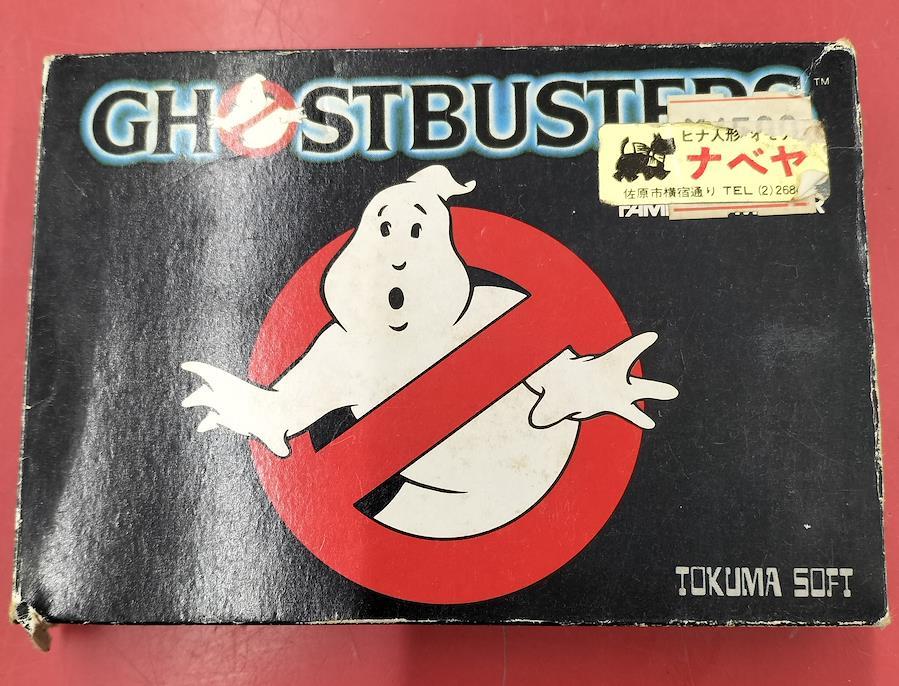 GHOSTBUSTERS™
ヒナ人形
ナベヤ
佐原市横宿通り TEL (2)268
TOKUMA SOFT